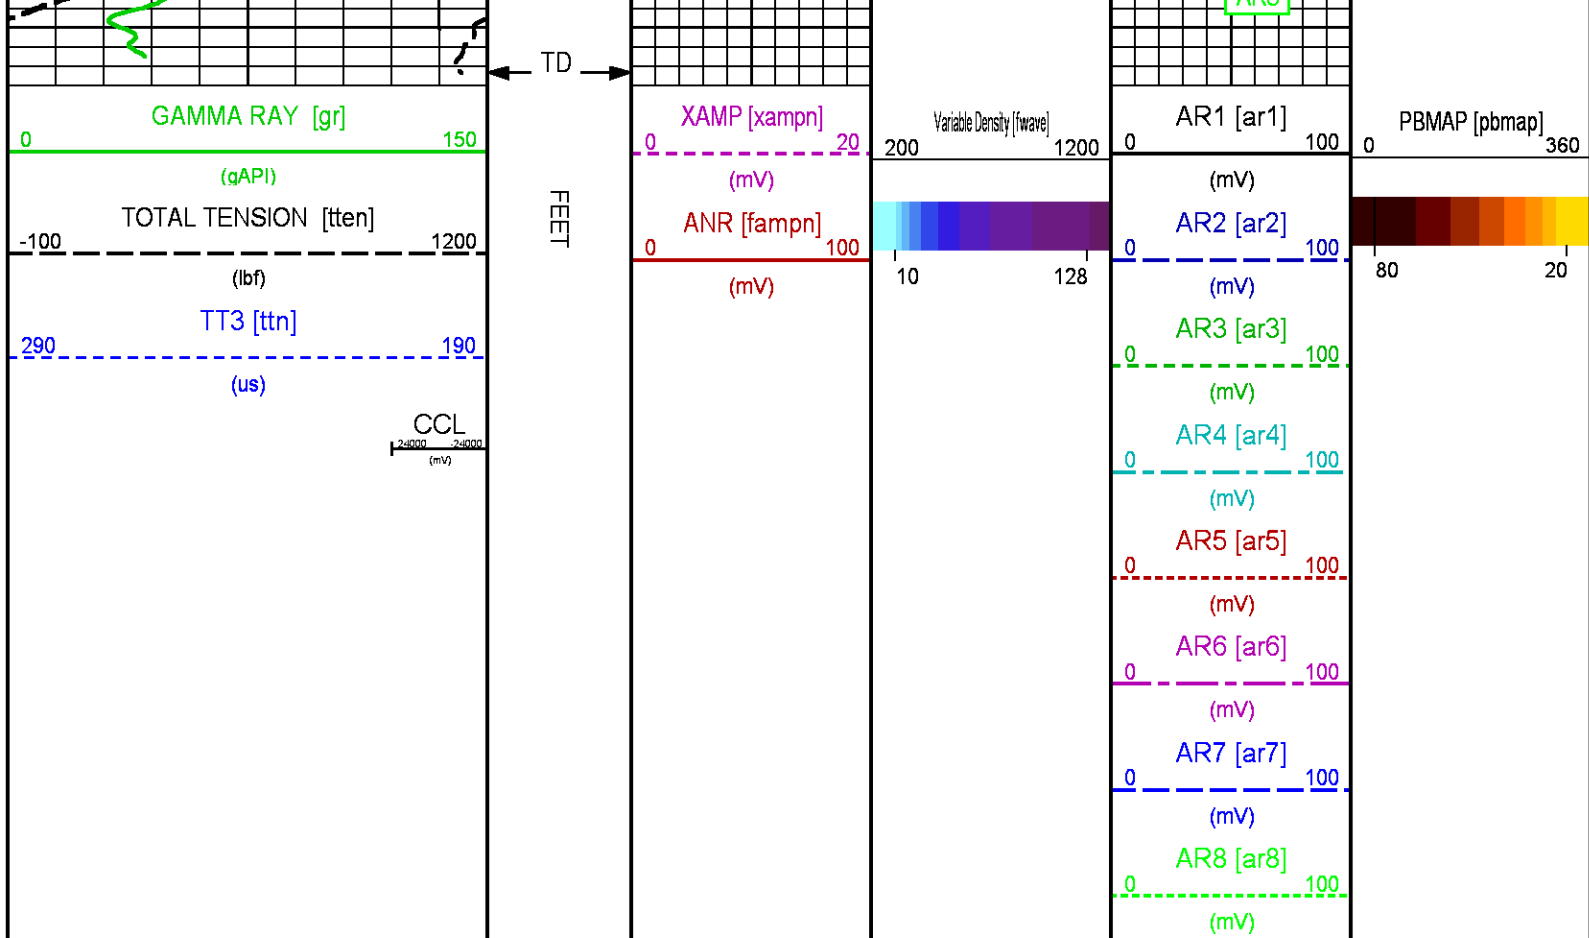 GAMMA RAY [gr]
0 150
(gAPI)
TOTAL TENSION [tten]
-100 1200
(lbf)
TT3 [ttn]
290 190
(us)
CCL
24000 -24000
(mV)
TD
FEET
XAMP [xampn]
0 20
(mV)
ANR [fampn]
0 100
(mV)
Variable Density [fwave]
200 1200
10 128
AR8
AR1 [ar1]
0 100
(mV)
AR2 [ar2]
0 100
(mV)
AR3 [ar3]
0 100
(mV)
AR4 [ar4]
0 100
(mV)
AR5 [ar5]
0 100
(mV)
AR6 [ar6]
0 100
(mV)
AR7 [ar7]
0 100
(mV)
AR8 [ar8]
0 100
(mV)
PBMAP [pbmap]
0 360
80 20